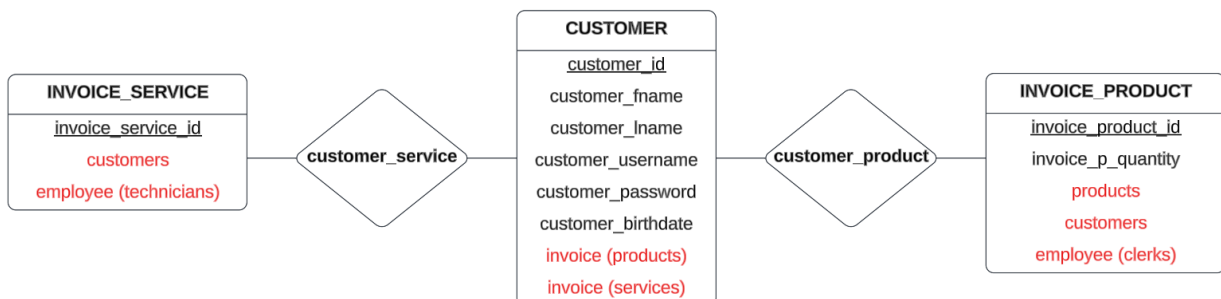 INVOICE_SERVICE
invoice_service_id
customers
employee (technicians)
customer_service
CUSTOMER
customer_id
customer_fname
customer_lname
customer_username
customer_password
customer_birthdate
invoice (products)
invoice (services)
customer_product
INVOICE_PRODUCT
invoice_product_id
invoice_p_quantity
products
customers
employee (clerks)